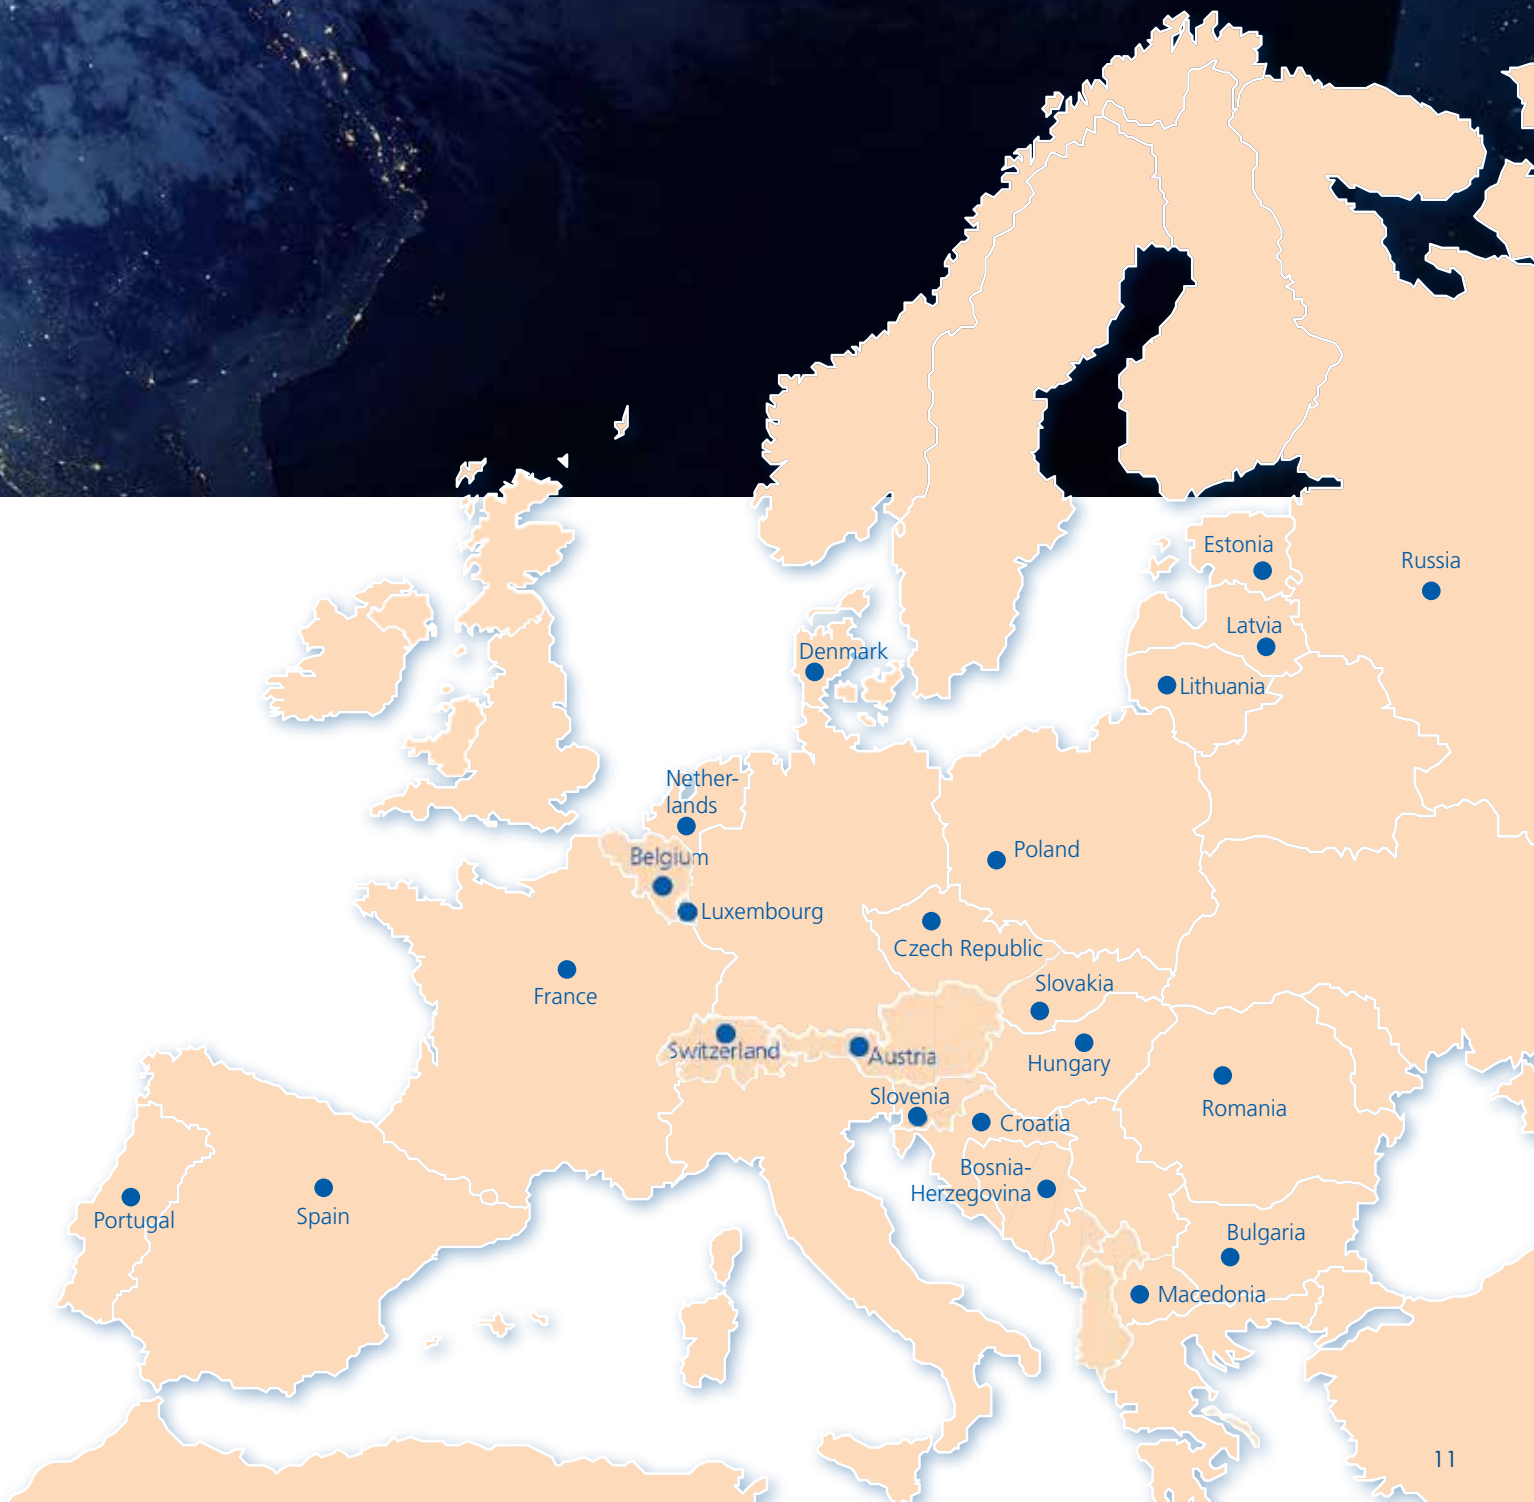 Estonia
Russia
Latvia
Denmark
Lithuania
Nether-
lands
Poland
Belgium
Luxembourg
Czech Republic
France
Slovakia
Switzerland
Austria
Hungary
Slovenia
Romania
Croatia
Bosnia-
Herzegovina
Portugal
Spain
Bulgaria
Macedonia
11